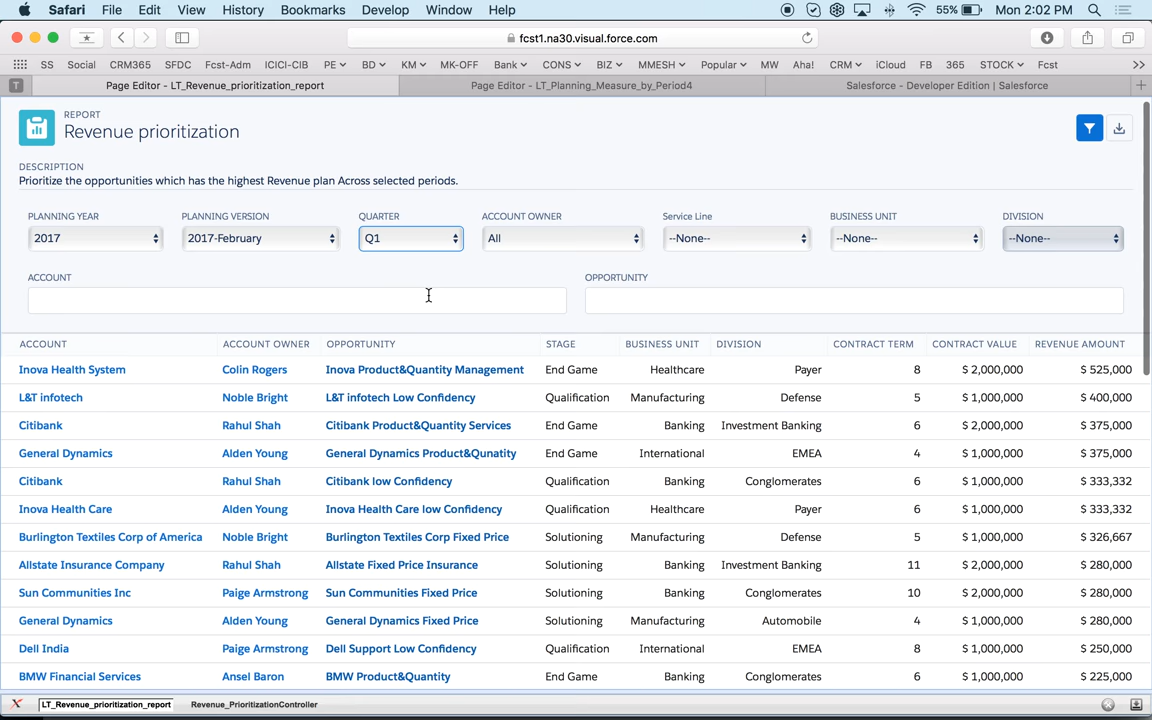 Safari File Edit View History Bookmarks Develop Window Help 55% Mon 2:02 PM
fcst1.na30.visual.force.com
SS Social CRM365 SFDC Fcst-Adm ICICI-CIB PE BD KM MK-OFF Bank CONS BIZ MMESH Popular MW Aha! CRM iCloud FB 365 STOCK Fcst
T Page Editor - LT_Revenue_prioritization_report Page Editor - LT_Planning_Measure_by_Period4 Salesforce - Developer Edition | Salesforce
REPORT
Revenue prioritization
DESCRIPTION
Prioritize the opportunities which has the highest Revenue plan Across selected periods.
PLANNING YEAR PLANNING VERSION QUARTER ACCOUNT OWNER Service Line BUSINESS UNIT DIVISION
2017 2017-February Q1 All --None-- --None-- --None--
ACCOUNT OPPORTUNITY
ACCOUNT ACCOUNT OWNER OPPORTUNITY STAGE BUSINESS UNIT DIVISION CONTRACT TERM CONTRACT VALUE REVENUE AMOUNT
Inova Health System Colin Rogers Inova Product&Quantity Management End Game Healthcare Payer 8 $ 2,000,000 $ 525,000
L&T infotech Noble Bright L&T infotech Low Confidency Qualification Manufacturing Defense 5 $ 1,000,000 $ 400,000
Citibank Rahul Shah Citibank Product&Quantity Services End Game Banking Investment Banking 6 $ 2,000,000 $ 375,000
General Dynamics Alden Young General Dynamics Product&Qunatity End Game International EMEA 4 $ 1,000,000 $ 375,000
Citibank Rahul Shah Citibank low Confidency Qualification Banking Conglomerates 6 $ 1,000,000 $ 333,332
Inova Health Care Alden Young Inova Health Care low Confidency Qualification Healthcare Payer 6 $ 1,000,000 $ 333,332
Burlington Textiles Corp of America Noble Bright Burlington Textiles Corp Fixed Price Solutioning Manufacturing Defense 5 $ 1,000,000 $ 326,667
Allstate Insurance Company Rahul Shah Allstate Fixed Price Insurance Solutioning Banking Investment Banking 11 $ 2,000,000 $ 280,000
Sun Communities Inc Paige Armstrong Sun Communities Fixed Price Solutioning Banking Conglomerates 10 $ 2,000,000 $ 280,000
General Dynamics Alden Young General Dynamics Fixed Price Solutioning Manufacturing Automobile 4 $ 1,000,000 $ 280,000
Dell India Paige Armstrong Dell Support Low Confidency Qualification International EMEA 8 $ 1,000,000 $ 250,000
BMW Financial Services Ansel Baron BMW Product&Quantity End Game Banking Conglomerates 6 $ 1,000,000 $ 225,000
LT_Revenue_prioritization_report Revenue_PrioritizationController